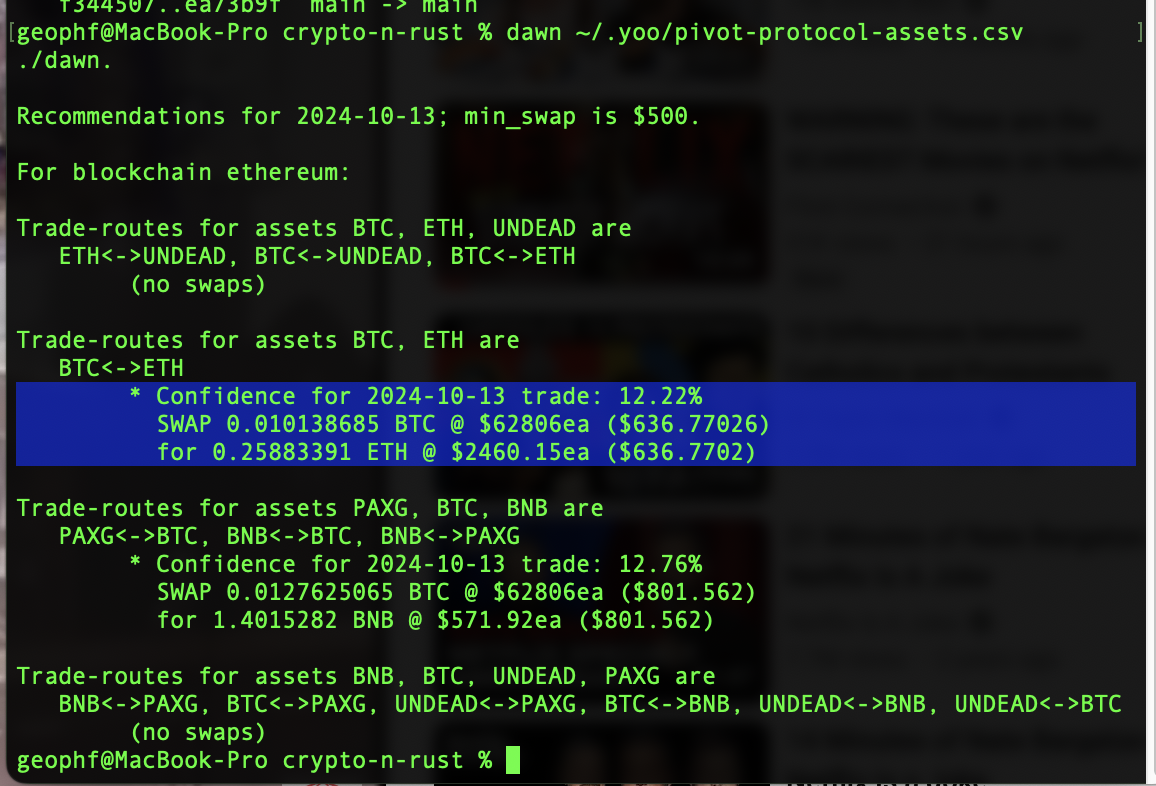 f344507..ea73b9f  main -> main
[geophf@MacBook-Pro crypto-n-rust % dawn ~/.yoo/pivot-protocol-assets.csv ]
./dawn.
Recommendations for 2024-10-13; min_swap is $500.
For blockchain ethereum:
Trade-routes for assets BTC, ETH, UNDEAD are
ETH<->UNDEAD, BTC<->UNDEAD, BTC<->ETH
(no swaps)
Trade-routes for assets BTC, ETH are
BTC<->ETH
* Confidence for 2024-10-13 trade: 12.22%
SWAP 0.010138685 BTC @ $62806ea ($636.77026)
for 0.25883391 ETH @ $2460.15ea ($636.7702)
Trade-routes for assets PAXG, BTC, BNB are
PAXG<->BTC, BNB<->BTC, BNB<->PAXG
* Confidence for 2024-10-13 trade: 12.76%
SWAP 0.0127625065 BTC @ $62806ea ($801.562)
for 1.4015282 BNB @ $571.92ea ($801.562)
Trade-routes for assets BNB, BTC, UNDEAD, PAXG are
BNB<->PAXG, BTC<->PAXG, UNDEAD<->PAXG, BTC<->BNB, UNDEAD<->BNB, UNDEAD<->BTC
(no swaps)
geophf@MacBook-Pro crypto-n-rust %